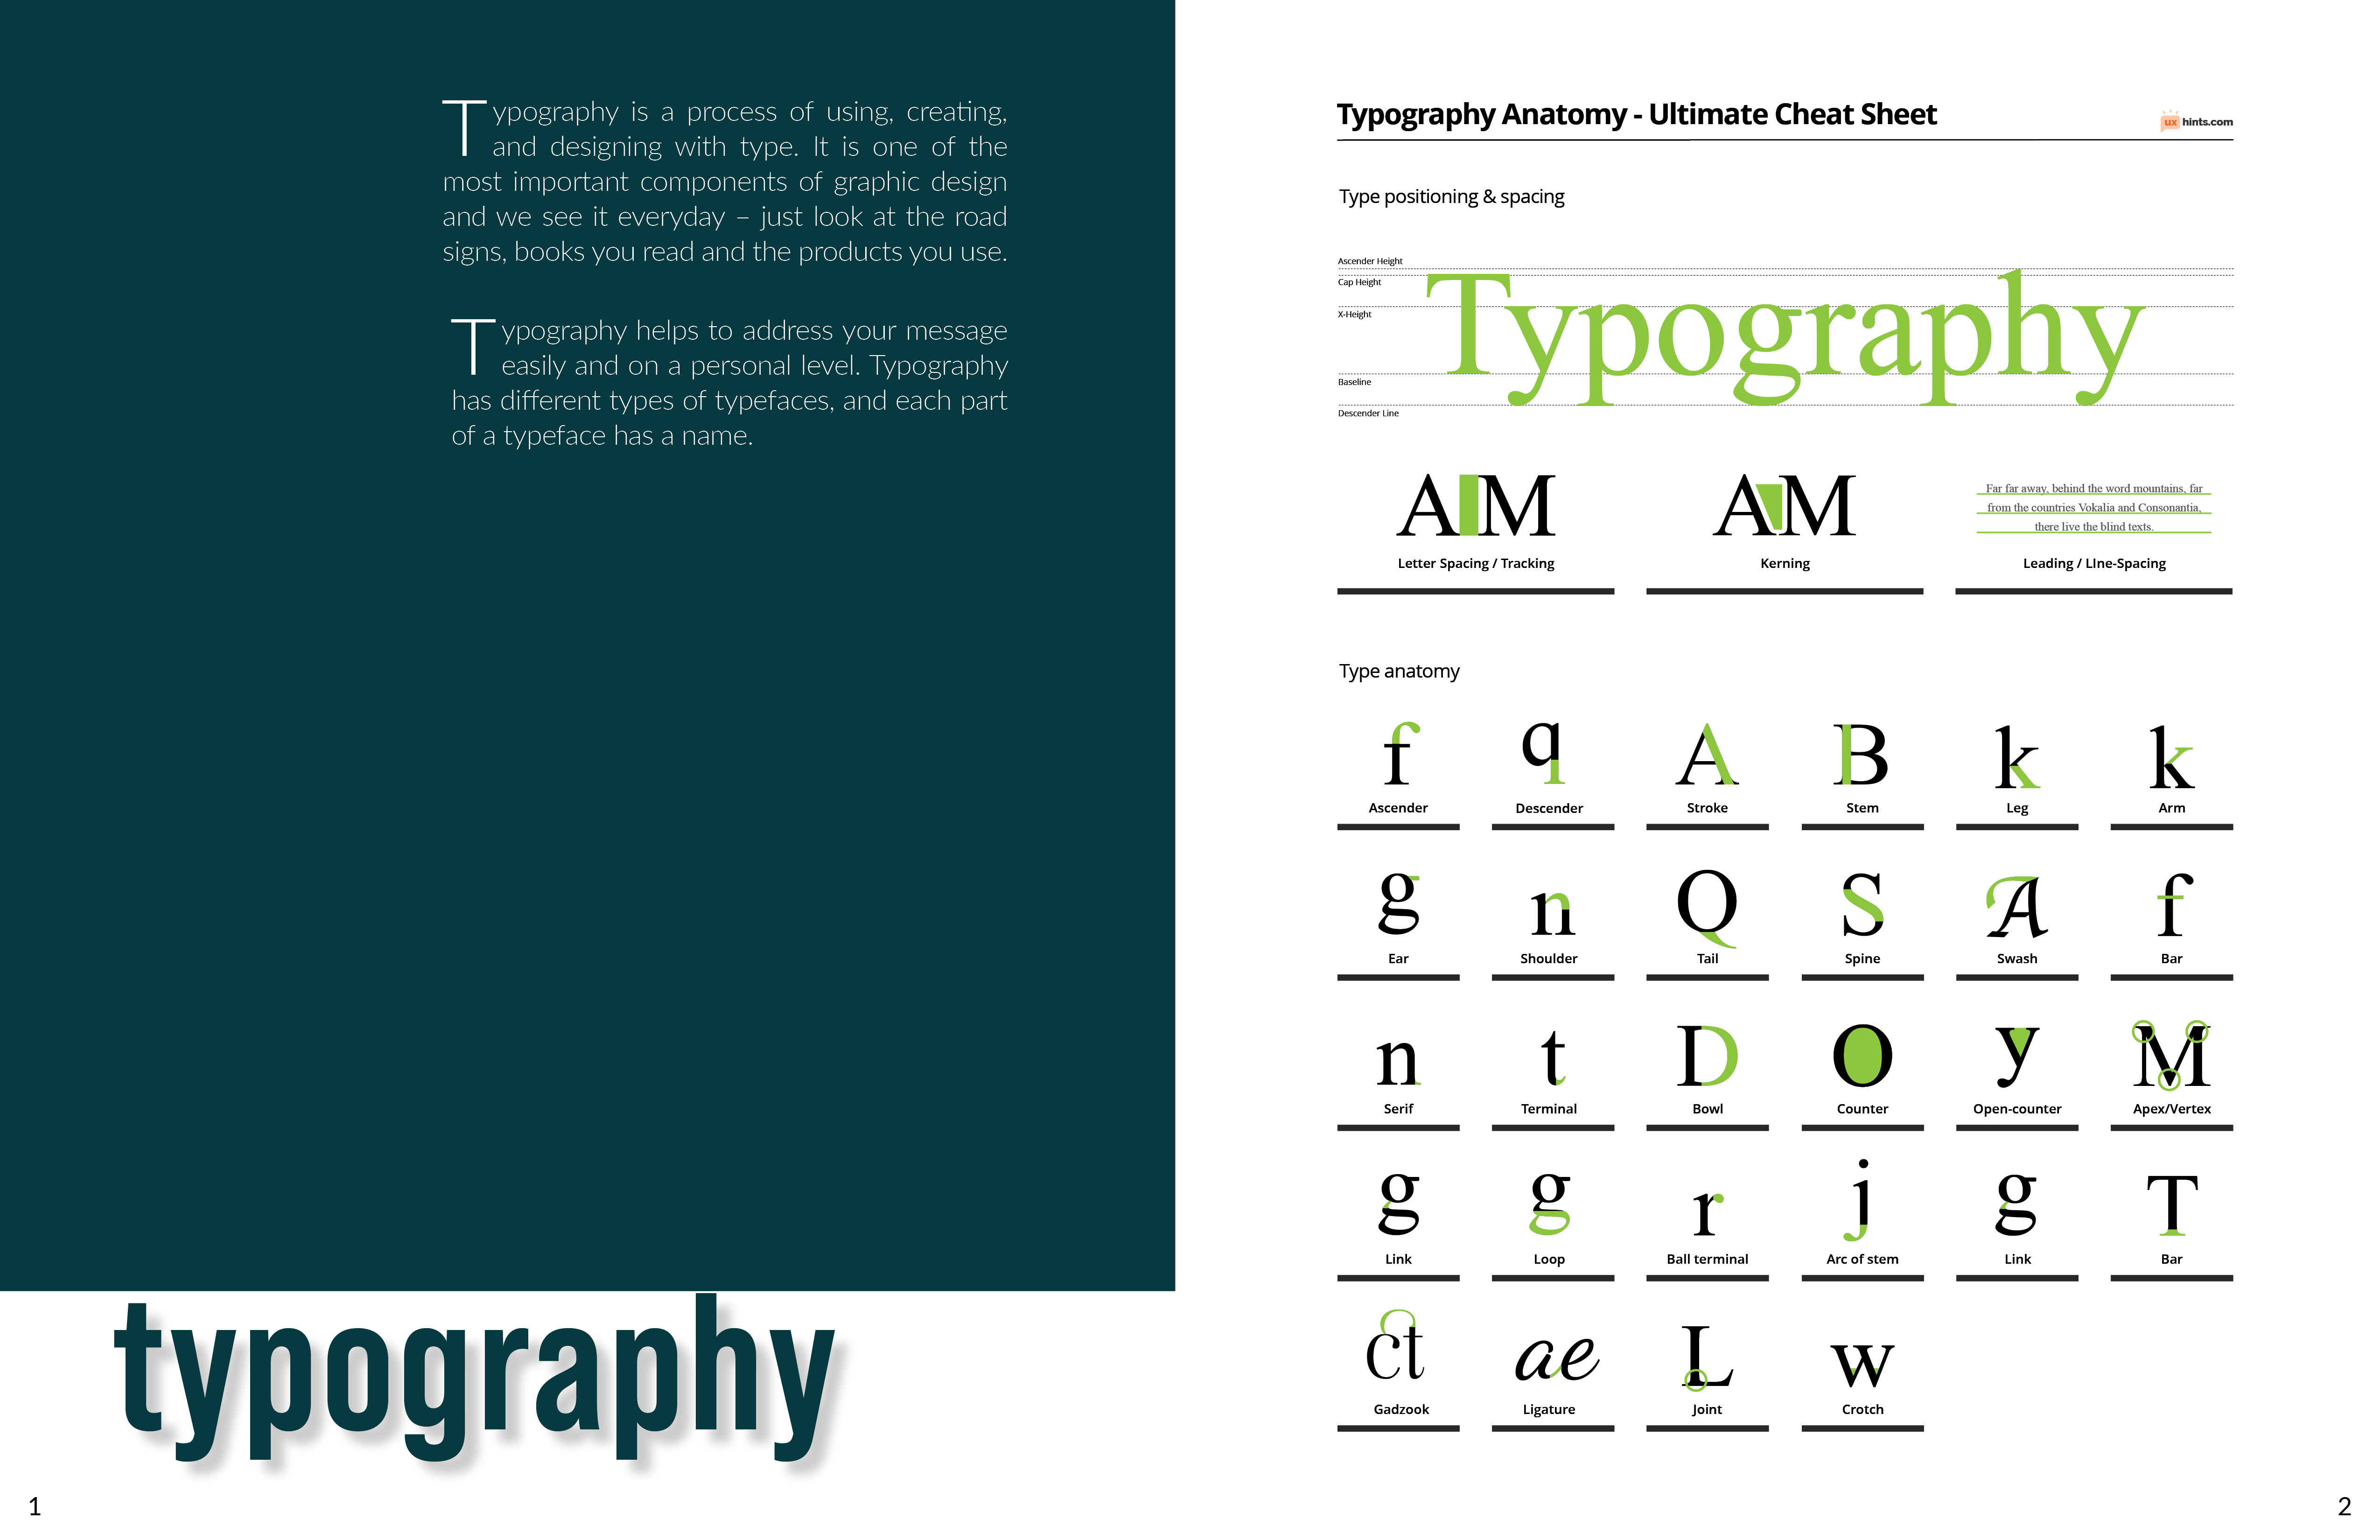 Typography is a process of using, creating,
and designing with type. It is one of the
most important components of graphic design
and we see it everyday – just look at the road
signs, books you read and the products you use.
Typography helps to address your message
easily and on a personal level. Typography
has different types of typefaces, and each part
of a typeface has a name.
typography
1
Typography Anatomy - Ultimate Cheat Sheet
ux hints.com
Type positioning & spacing
Ascender Height
Cap Height
X-Height
Typography
Baseline
Descender Line
AM
Letter Spacing / Tracking
AM
Kerning
Far far away, behind the word mountains, far
from the countries Vokalia and Consonantia,
there live the blind texts.
Leading / LIne-Spacing
Type anatomy
f q A B k k
Ascender Descender Stroke Stem Leg Arm
g n Q S A f
Ear Shoulder Tail Spine Swash Bar
n t D O y M
Serif Terminal Bowl Counter Open-counter Apex/Vertex
g g r j g T
Link Loop Ball terminal Arc of stem Link Bar
ct ae L w
Gadzook Ligature Joint Crotch
2